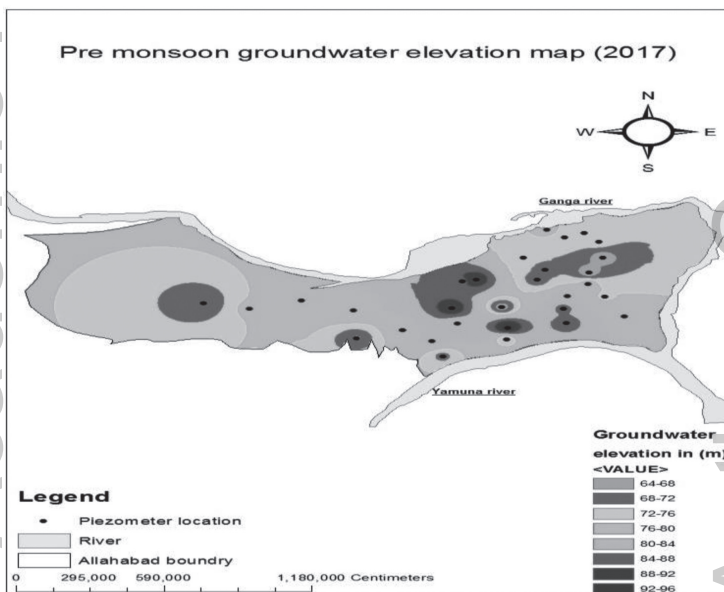 Pre monsoon groundwater elevation map (2017)
N
W E
S
Ganga river
Yamuna river
Groundwater
elevation in (m)
<VALUE>
64-68
68-72
72-76
76-80
80-84
84-88
88-92
92-96
Legend
Piezometer location
River
Allahabad boundry
0 295,000 590,000 1,180,000 Centimeters